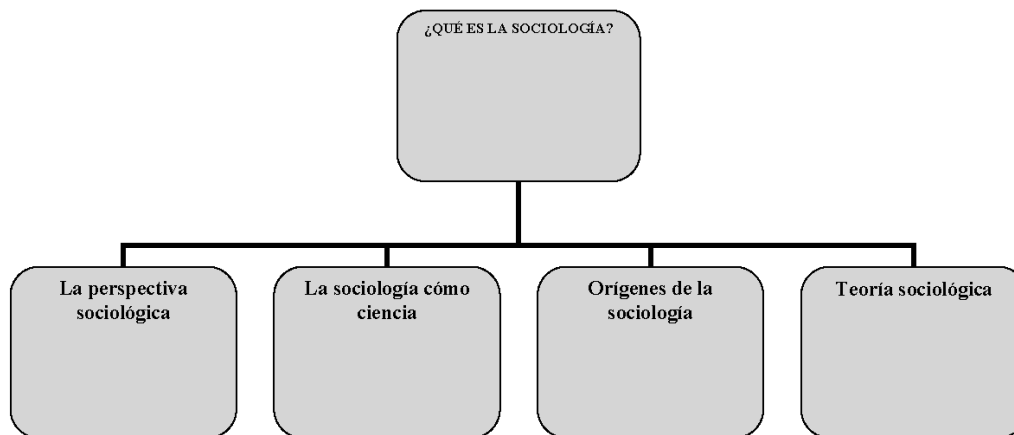 ¿QUÉ ES LA SOCIOLOGÍA?
La perspectiva
sociológica
La sociología cómo
ciencia
Orígenes de la
sociología
Teoría sociológica